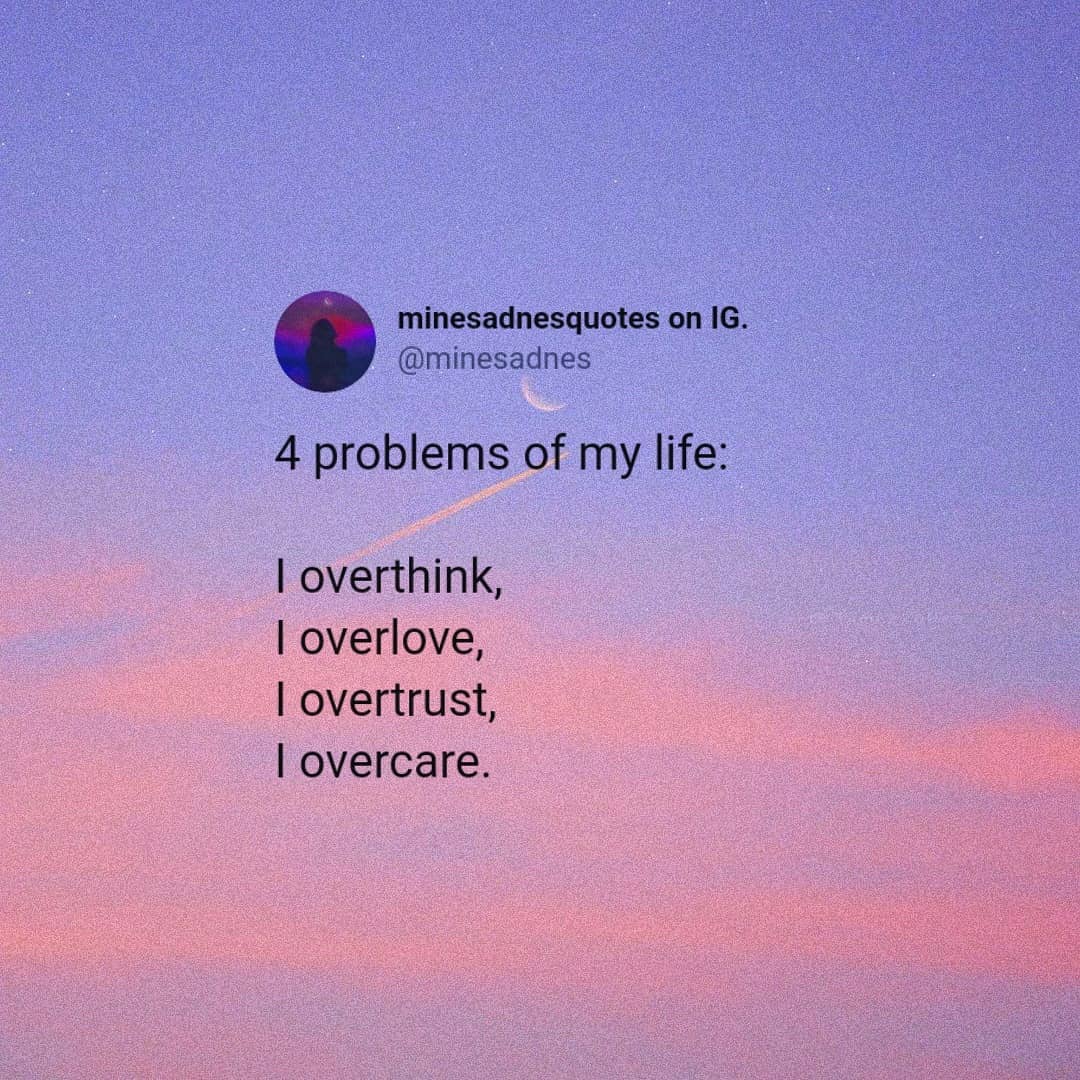 minesadnesquotes on IG.
@minesadnes
4 problems of my life:
I overthink,
I overlove,
I overtrust,
I overcare.